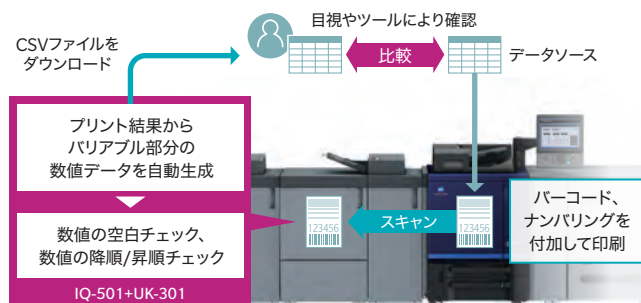 目視やツールにより確認
CSVファイルを
ダウンロード
比較
データソース
プリント結果から
バリアブル部分の
数値データを自動生成
数値の空白チェック、
数値の降順/昇順チェック
IQ-501+UK-301
123456
スキャン
123456
バーコード、
ナンバリングを
付加して印刷